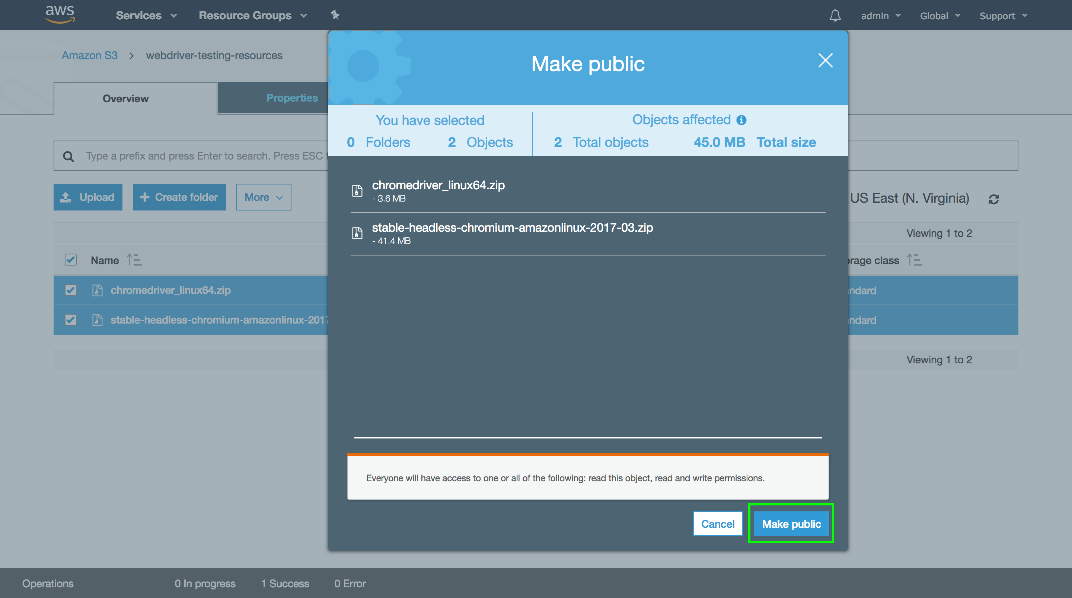 aws Services Resource Groups admin Global Support
Amazon S3 > webdriver-testing-resources
Overview
Properties
Type a prefix and press Enter to search. Press ESC
Upload + Create folder More
US East (N. Virginia)
Viewing 1 to 2
Name
rage class
chromedriver_linux64.zip
ndard
stable-headless-chromium-amazonlinux-2017
ndard
Viewing 1 to 2
Make public
You have selected
0 Folders 2 Objects
Objects affected
2 Total objects 45.0 MB Total size
chromedriver_linux64.zip
- 3.6 MB
stable-headless-chromium-amazonlinux-2017-03.zip
- 41.4 MB
Everyone will have access to one or all of the following: read this object, read and write permissions.
Cancel Make public
Operations 0 In progress 1 Success 0 Error